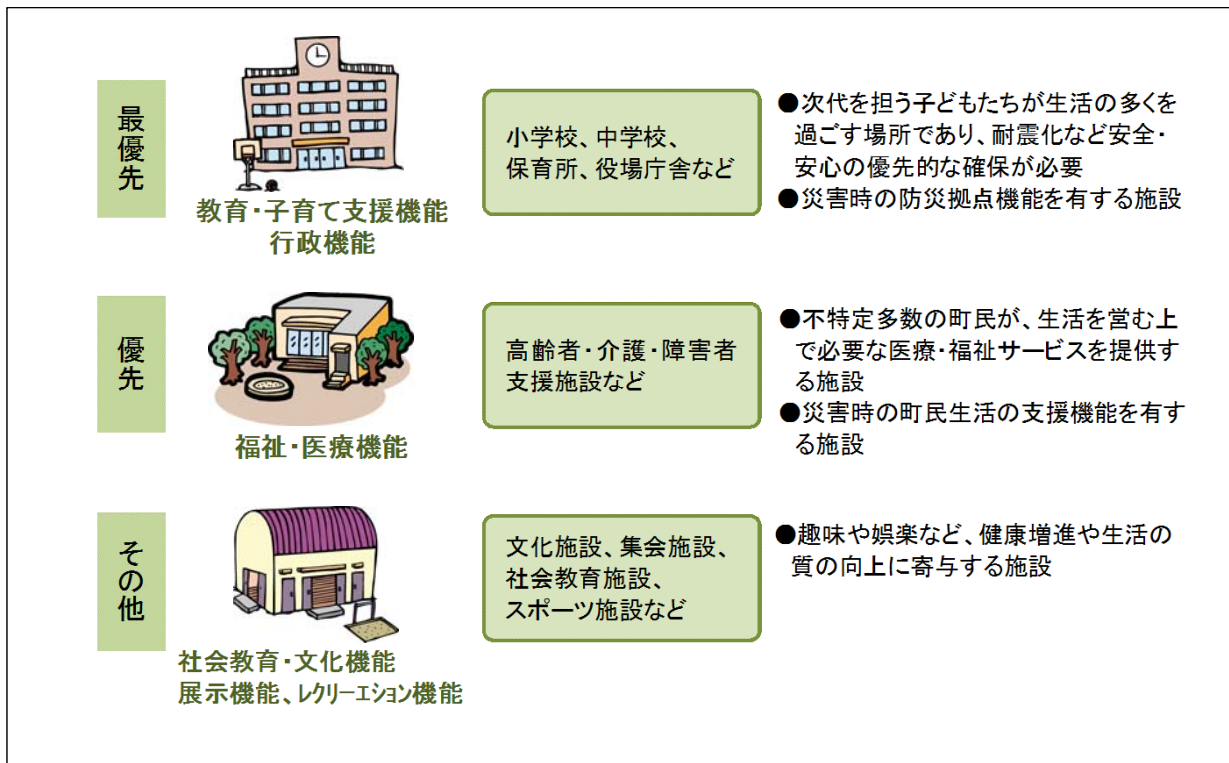 最優先
教育・子育て支援機能
行政機能
小学校、中学校、
保育所、役場庁舎など
●次代を担う子どもたちが生活の多くを
過ごす場所であり、耐震化など安全・
安心の優先的な確保が必要
●災害時の防災拠点機能を有する施設
優先
福祉・医療機能
高齢者・介護・障害者
支援施設など
●不特定多数の町民が、生活を営む上
で必要な医療・福祉サービスを提供す
る施設
●災害時の町民生活の支援機能を有す
る施設
その他
社会教育・文化機能
展示機能、レクリーエション機能
文化施設、集会施設、
社会教育施設、
スポーツ施設など
●趣味や娯楽など、健康増進や生活の
質の向上に寄与する施設